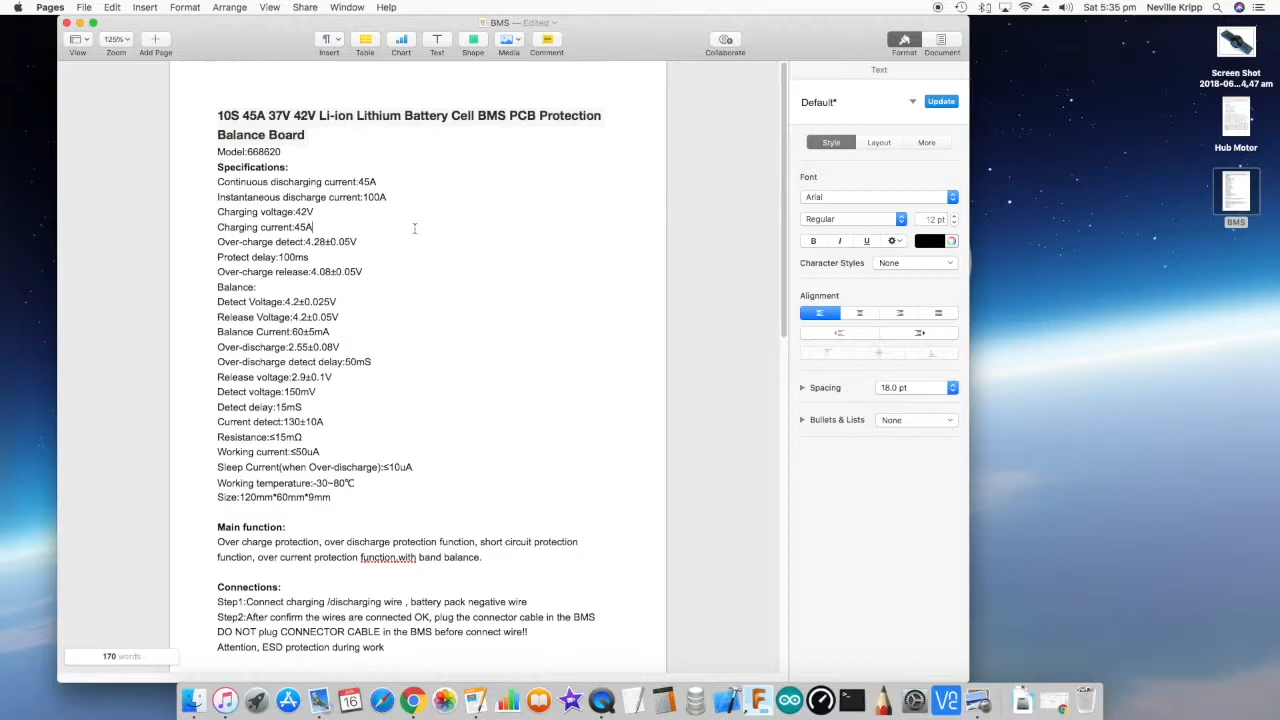 Pages File Edit Insert Format Arrange View Share Window Help
Sat 5:35 pm Neville Kripp
BMS — Edited
125%
View Zoom Add Page Insert Table Chart Text Shape Media Comment Collaborate Format Document
10S 45A 37V 42V Li-ion Lithium Battery Cell BMS PCB Protection
Balance Board
Model:668620
Specifications:
Continuous discharging current:45A
Instantaneous discharge current:100A
Charging voltage:42V
Charging current:45A
Over-charge detect:4.28±0.05V
Protect delay:100ms
Over-charge release:4.08±0.05V
Balance:
Detect Voltage:4.2±0.025V
Release Voltage:4.2±0.05V
Balance Current:60±5mA
Over-discharge:2.55±0.08V
Over-discharge detect delay:50mS
Release voltage:2.9±0.1V
Detect voltage:150mV
Detect delay:15mS
Current detect:130±10A
Resistance:≤15mΩ
Working current:≤50uA
Sleep Current(when Over-discharge):≤10uA
Working temperature:-30~80℃
Size:120mm*60mm*9mm
Main function:
Over charge protection, over discharge protection function, short circuit protection
function, over current protection function,with band balance.
Connections:
Step1:Connect charging /discharging wire , battery pack negative wire
Step2:After confirm the wires are connected OK, plug the connector cable in the BMS
DO NOT plug CONNECTOR CABLE in the BMS before connect wire!!
Attention, ESD protection during work
170 words
Text
Default*
Update
Style Layout More
Font
Arial
Regular
12 pt
B I U
Character Styles None
Alignment
Spacing 18.0 pt
Bullets & Lists None
Screen Shot
2018-06...4.47 am
Hub Motor
BMS